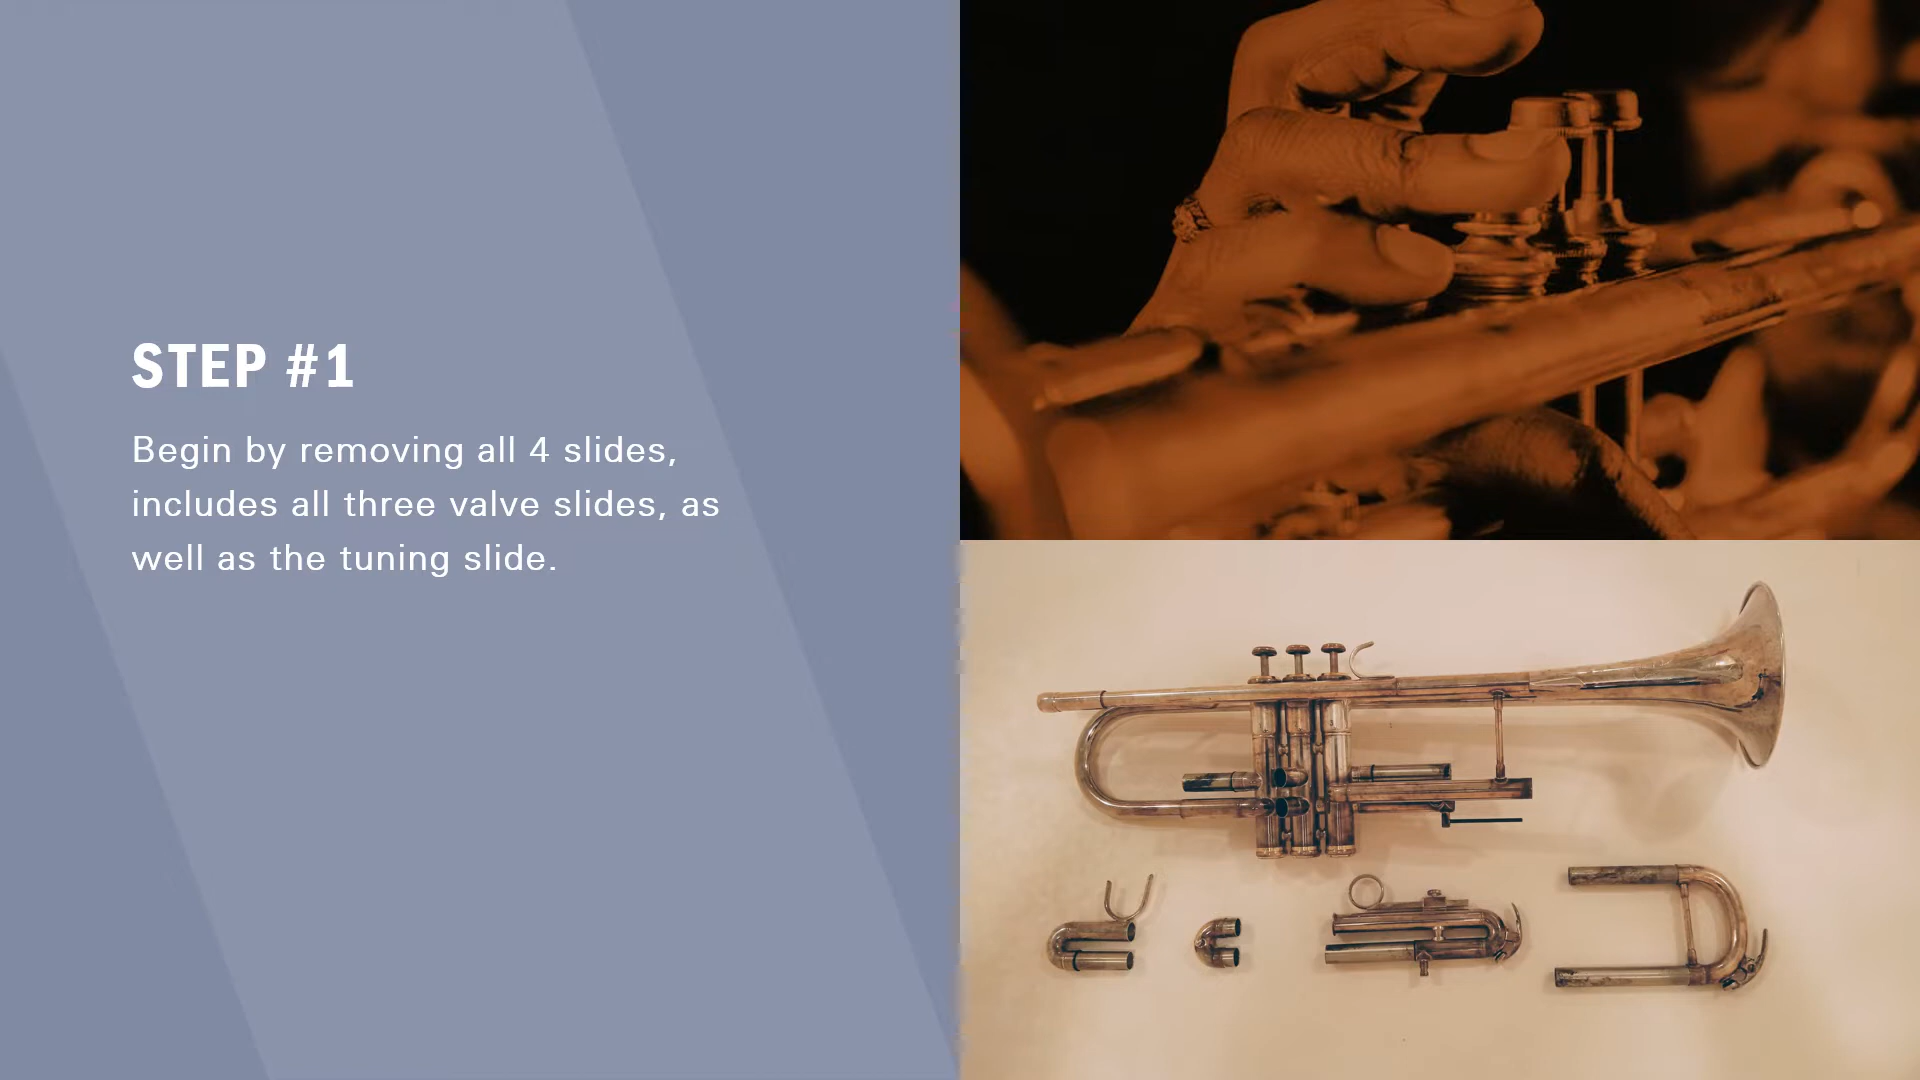 STEP #1
Begin by removing all 4 slides,
includes all three valve slides, as
well as the tuning slide.